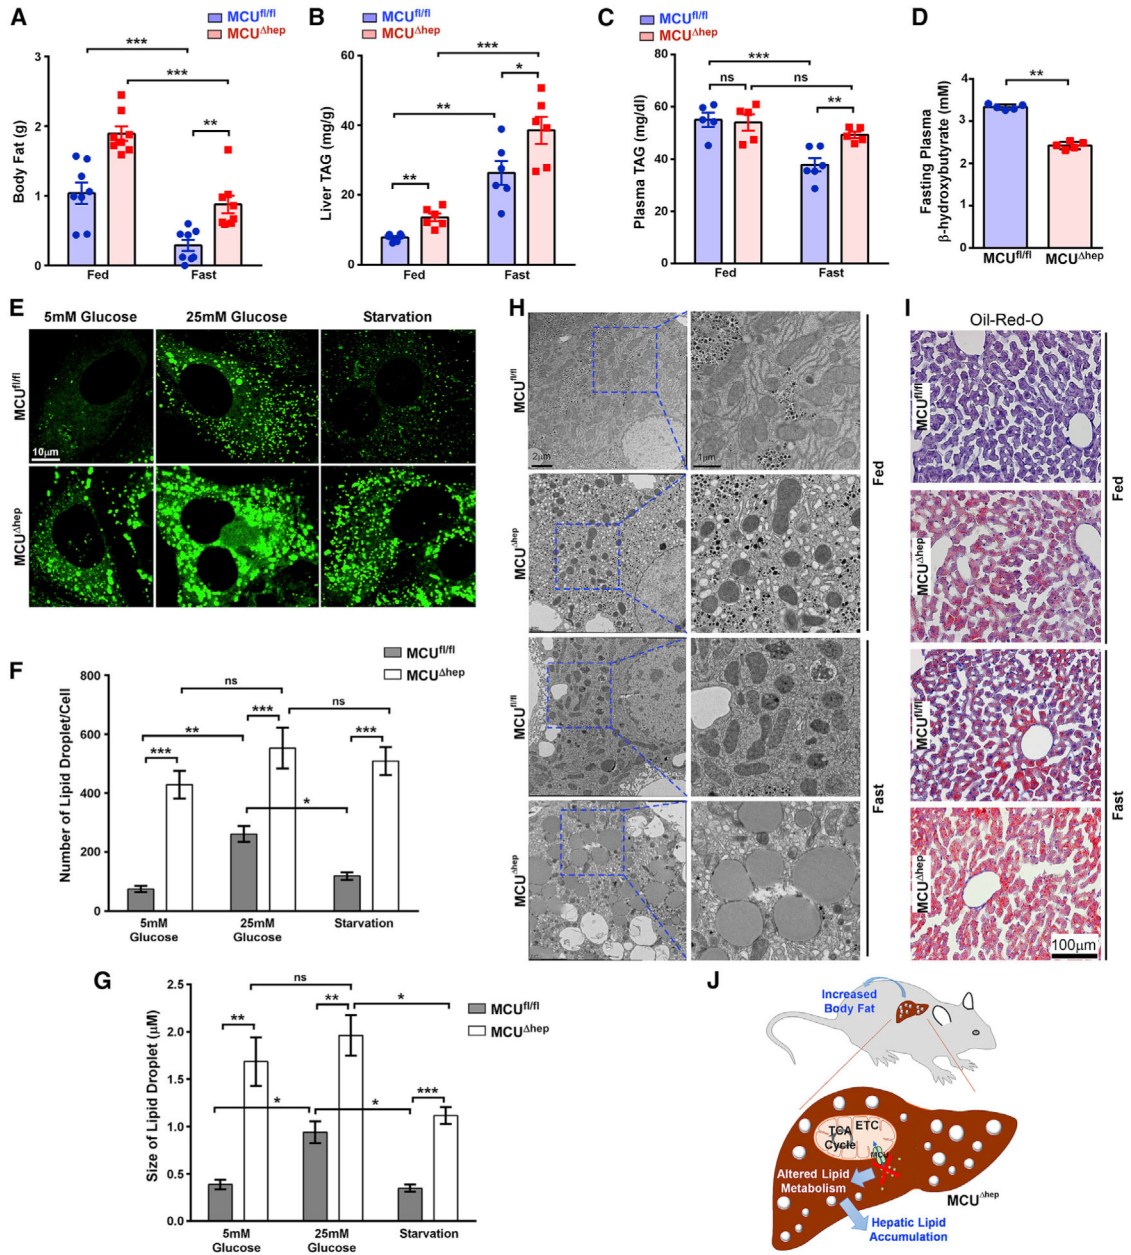 A
MCUfl/fl
MCUΔhep
***
***
**
Body Fat (g)
3
2
1
0
Fed
Fast
B
MCUfl/fl
MCUΔhep
***
*
**
**
Liver TAG (mg/g)
60
40
20
0
Fed
Fast
C
MCUfl/fl
MCUΔhep
***
ns
ns
**
Plasma TAG (mg/dl)
80
60
40
20
0
Fed
Fast
D
**
Fasting Plasma
β-hydroxybutyrate (mM)
4
3
2
1
0
MCUfl/fl
MCUΔhep
E
5mM Glucose
25mM Glucose
Starvation
MCUfl/fl
10μm
MCUΔhep
F
MCUfl/fl
MCUΔhep
ns
***
ns
**
***
***
*
Number of Lipid Droplet/Cell
800
600
400
200
0
5mM
Glucose
25mM
Glucose
Starvation
G
MCUfl/fl
MCUΔhep
ns
**
*
**
***
*
*
Size of Lipid Droplet (μM)
2.5
2.0
1.5
1.0
0.5
0.0
5mM
Glucose
25mM
Glucose
Starvation
H
MCUfl/fl
2μm
1μm
MCUΔhep
Fed
MCUfl/fl
MCUΔhep
Fast
I
Oil-Red-O
MCUfl/fl
MCUΔhep
Fed
MCUfl/fl
MCUΔhep
Fast
100μm
J
Increased
Body Fat
TCA
Cycle
ETC
MCU
Altered Lipid
Metabolism
MCUΔhep
Hepatic Lipid
Accumulation